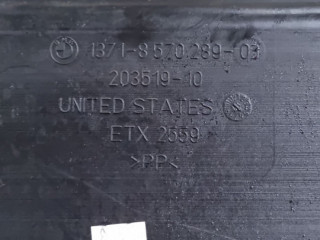 1371-8 570 289-03
203519-10
UNITED STATES
ETX 2559
>PP<